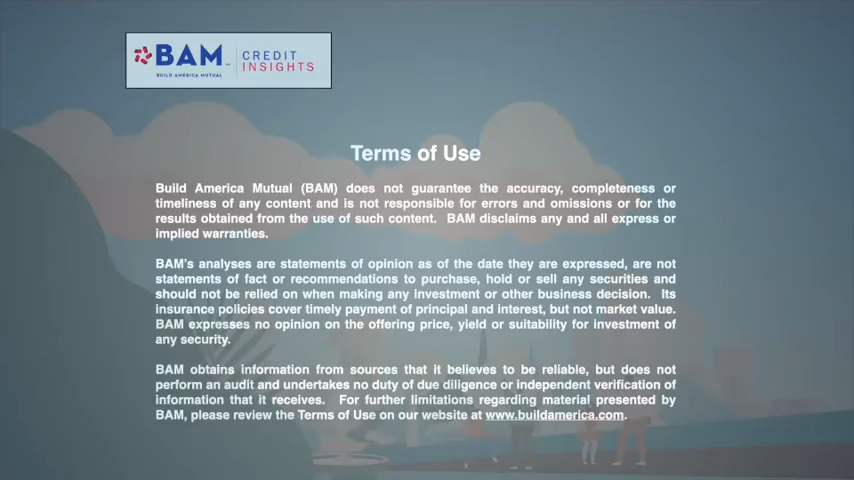 BAM
BUILD AMERICA MUTUAL
CREDIT
INSIGHTS
Terms of Use
Build America Mutual (BAM) does not guarantee the accuracy, completeness or
timeliness of any content and is not responsible for errors and omissions or for the
results obtained from the use of such content. BAM disclaims any and all express or
implied warranties.
BAM's analyses are statements of opinion as of the date they are expressed, are not
statements of fact or recommendations to purchase, hold or sell any securities and
should not be relied on when making any investment or other business decision. Its
insurance policies cover timely payment of principal and interest, but not market value.
BAM expresses no opinion on the offering price, yield or suitability for investment of
any security.
BAM obtains information from sources that it believes to be reliable, but does not
perform an audit and undertakes no duty of due diligence or independent verification of
information that it receives. For further limitations regarding material presented by
BAM, please review the Terms of Use on our website at www.buildamerica.com.